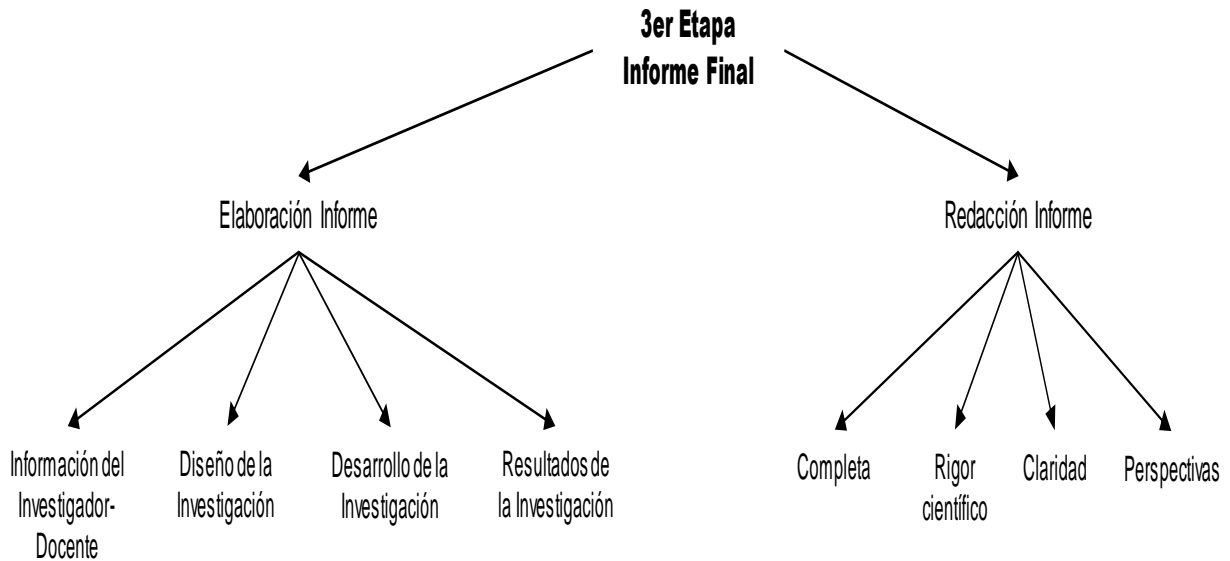 3er Etapa
Informe Final
Elaboración Informe
Redacción Informe
Información del
Investigador-
Docente
Diseño de la
Investigación
Desarrollo de la
Investigación
Resultados de
la Investigación
Completa
Rigor
científico
Claridad
Perspectivas